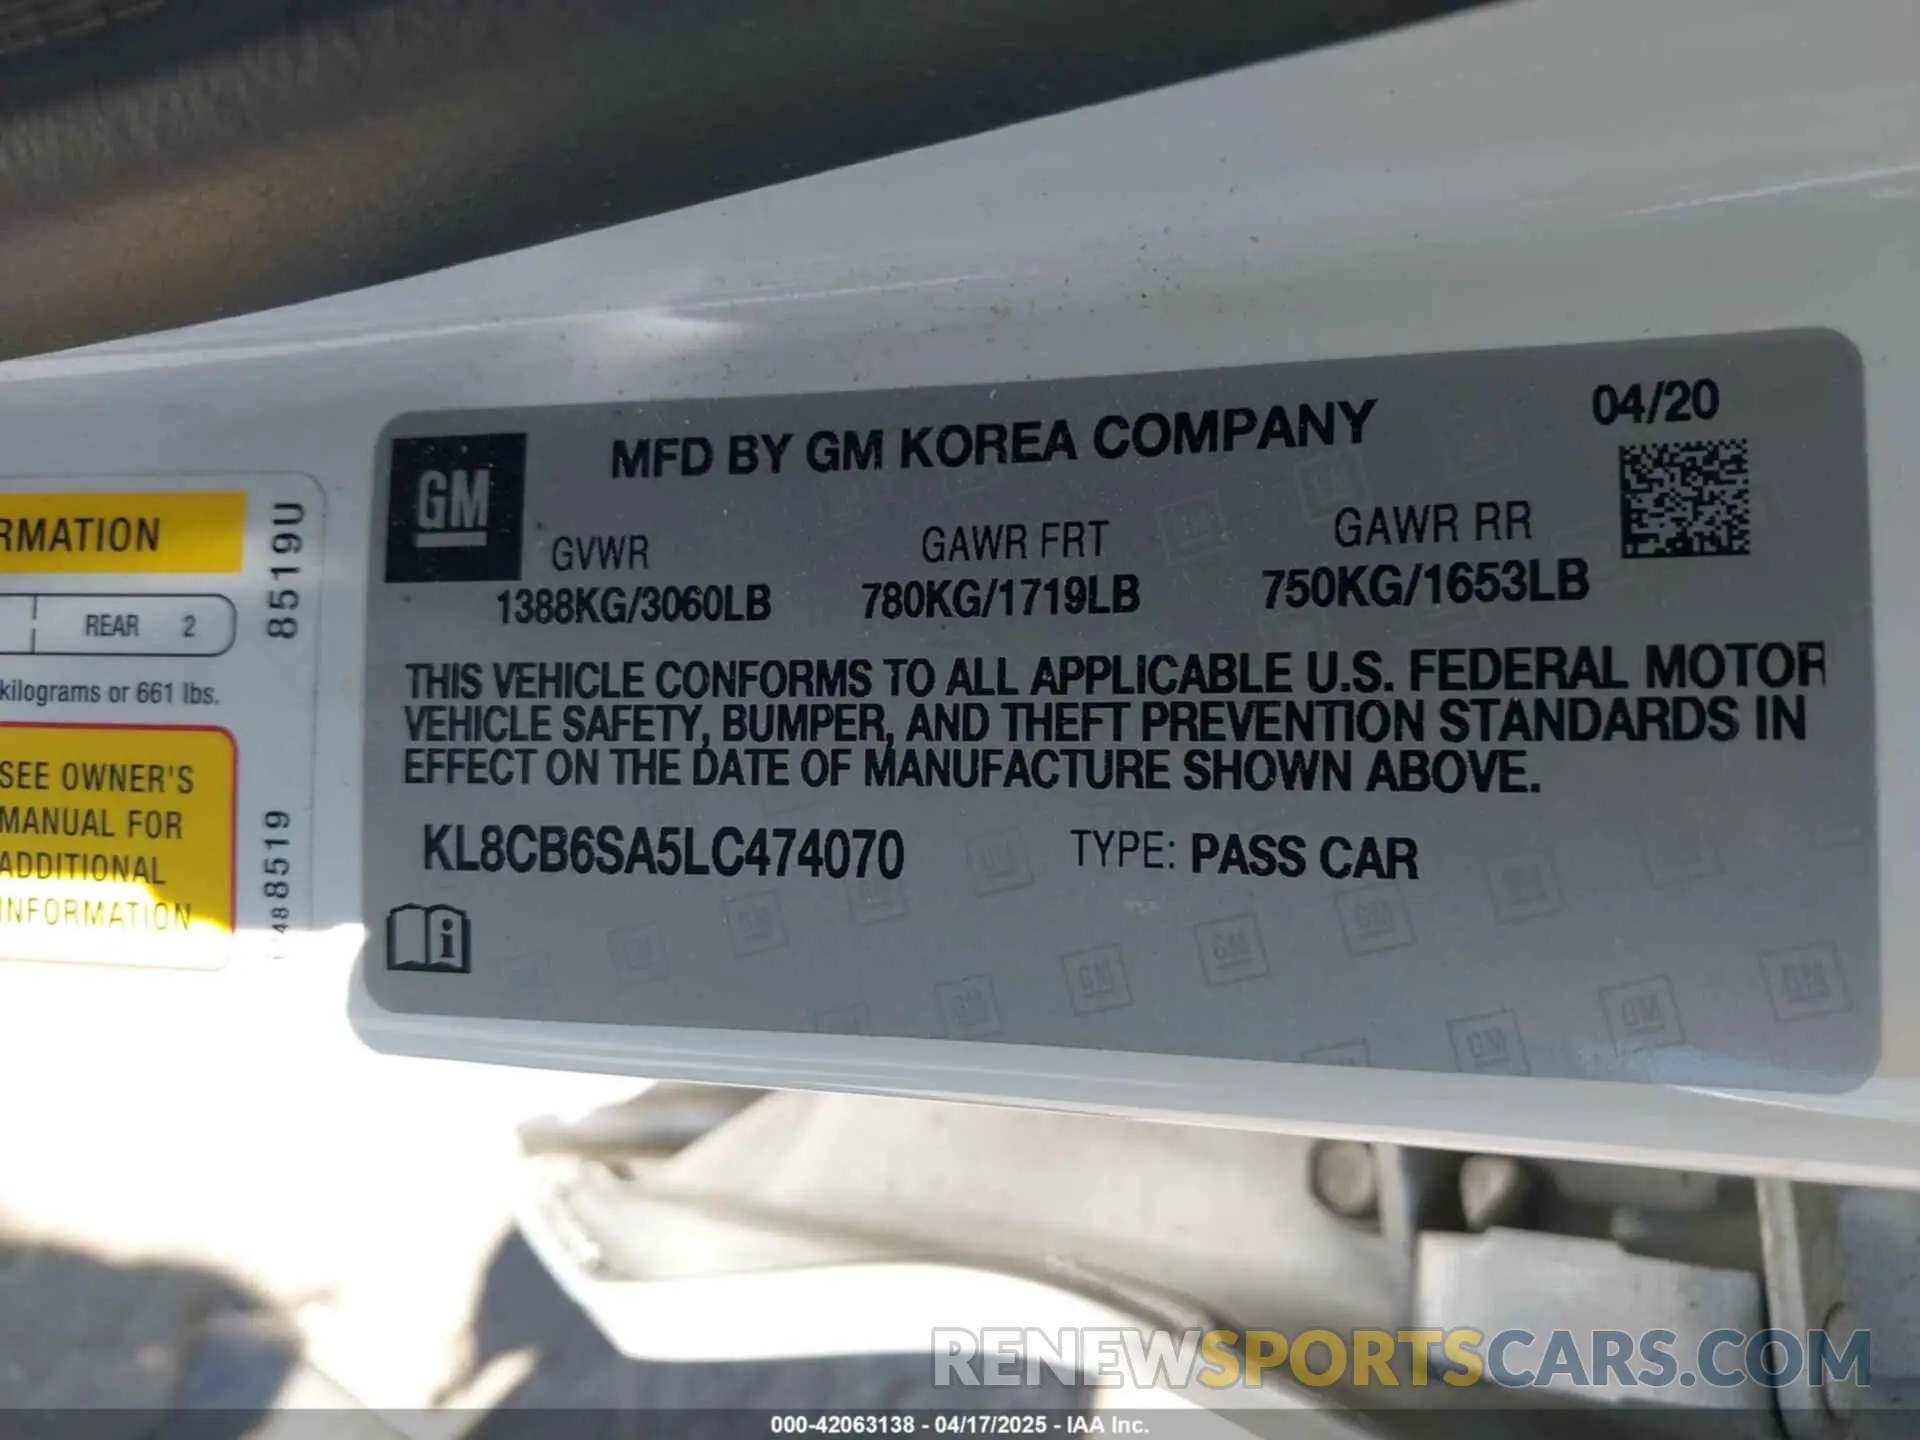 RMATION
REAR 2
kilograms or 661 lbs.
SEE OWNER'S
MANUAL FOR
ADDITIONAL
INFORMATION
8519U
8519
GM
MFD BY GM KOREA COMPANY
04/20
GVWR
GAWR FRT
GAWR RR
1388KG/3060LB
780KG/1719LB
750KG/1653LB
THIS VEHICLE CONFORMS TO ALL APPLICABLE U.S. FEDERAL MOTOR
VEHICLE SAFETY, BUMPER, AND THEFT PREVENTION STANDARDS IN
EFFECT ON THE DATE OF MANUFACTURE SHOWN ABOVE.
KL8CB6SA5LC474070
TYPE: PASS CAR
RENEWSPORTSCARS.COM
000-42063138 - 04/17/2025 - IAA Inc.